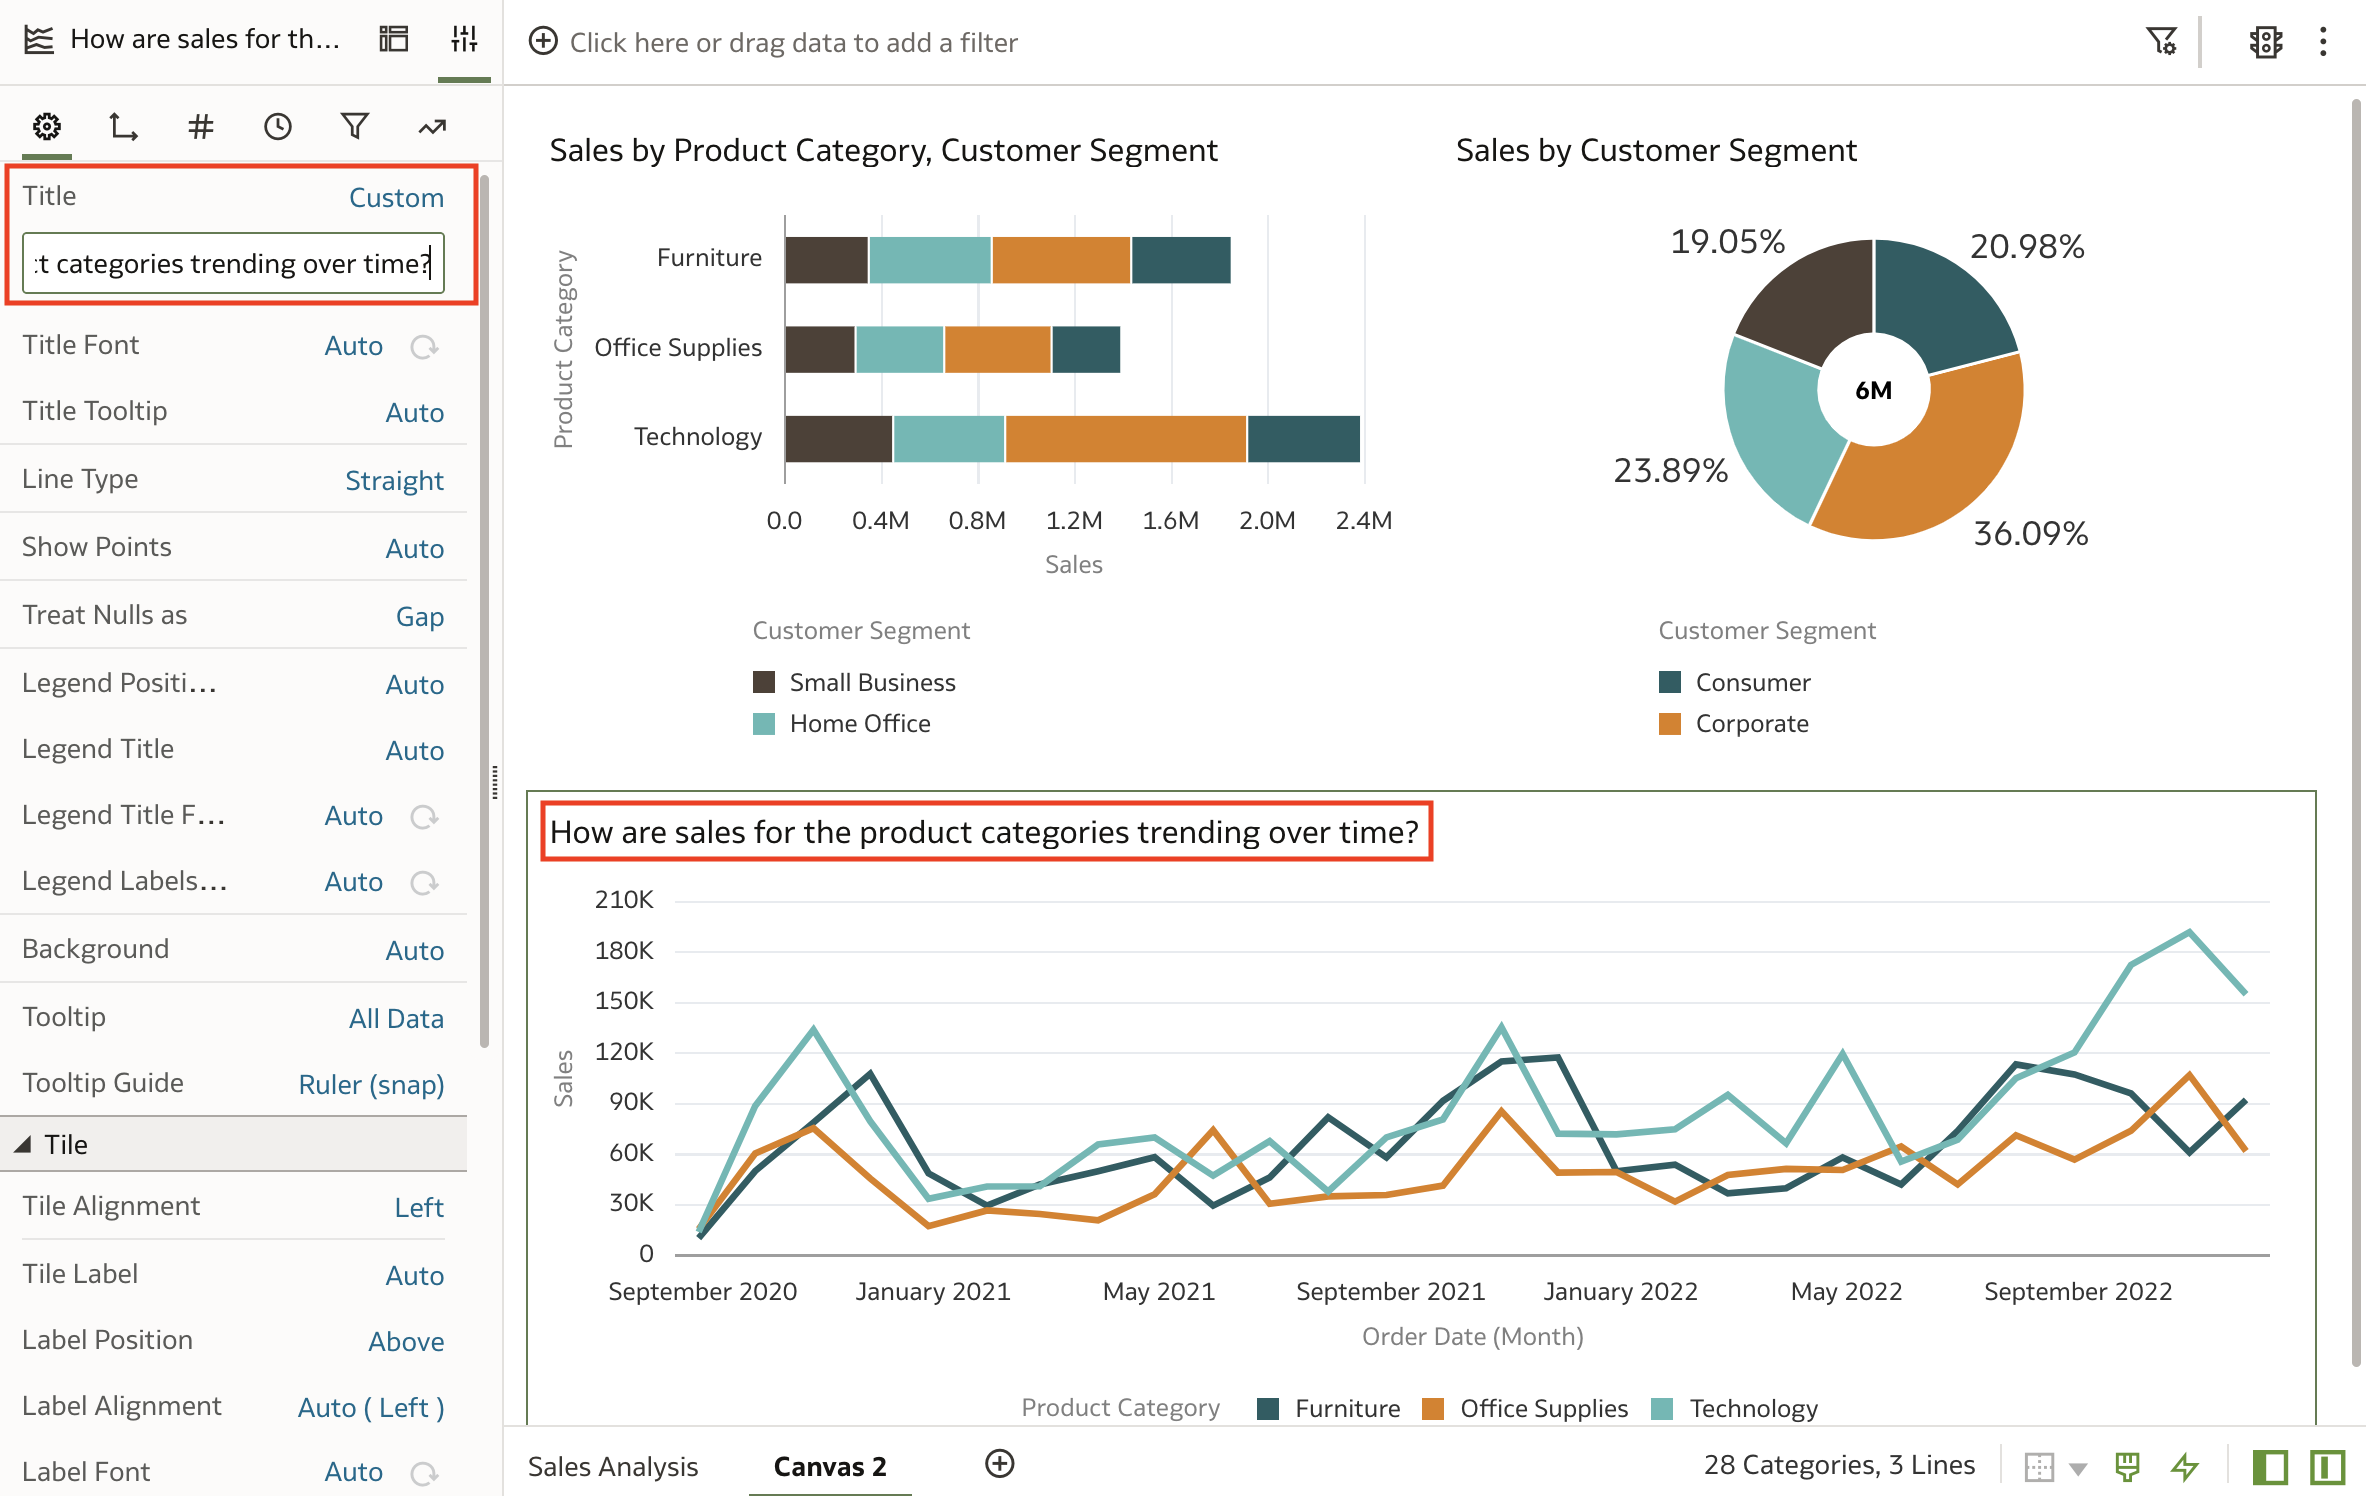 How are sales for th...
Click here or drag data to add a filter
Title
Custom
ct categories trending over time?
Title Font
Auto
Title Tooltip
Auto
Line Type
Straight
Show Points
Auto
Treat Nulls as
Gap
Legend Positi...
Auto
Legend Title
Auto
Legend Title F...
Auto
Legend Labels...
Auto
Background
Auto
Tooltip
All Data
Tooltip Guide
Ruler (snap)
Tile
Tile Alignment
Left
Tile Label
Auto
Label Position
Above
Label Alignment
Auto ( Left )
Label Font
Auto
Sales by Product Category, Customer Segment
Product Category
Furniture
Office Supplies
Technology
0.0 0.4M 0.8M 1.2M 1.6M 2.0M 2.4M
Sales
Customer Segment
Small Business
Home Office
Sales by Customer Segment
19.05%
20.98%
6M
23.89%
36.09%
Customer Segment
Consumer
Corporate
How are sales for the product categories trending over time?
Sales
210K
180K
150K
120K
90K
60K
30K
0
September 2020 January 2021 May 2021 September 2021 January 2022 May 2022 September 2022
Order Date (Month)
Product Category Furniture Office Supplies Technology
Sales Analysis
Canvas 2
28 Categories, 3 Lines